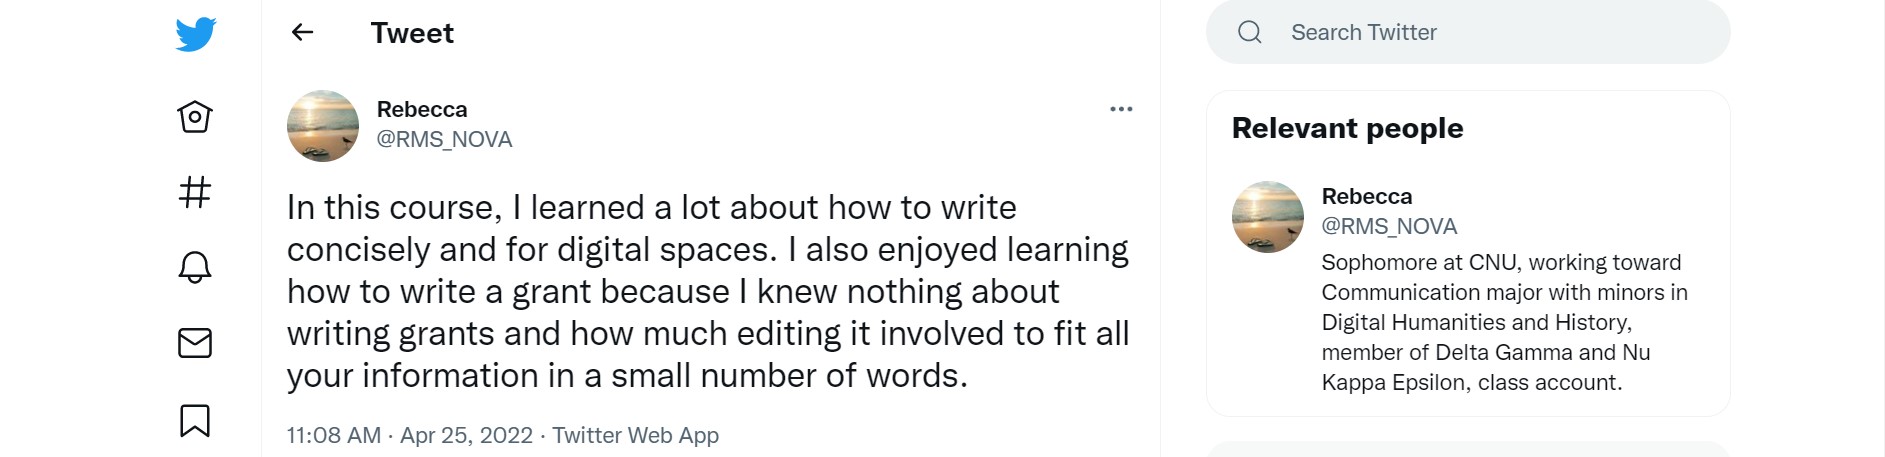 Tweet
Rebecca
@RMS_NOVA
In this course, I learned a lot about how to write
concisely and for digital spaces. I also enjoyed learning
how to write a grant because I knew nothing about
writing grants and how much editing it involved to fit all
your information in a small number of words.
11:08 AM · Apr 25, 2022 · Twitter Web App
Search Twitter
Relevant people
Rebecca
@RMS_NOVA
Sophomore at CNU, working toward
Communication major with minors in
Digital Humanities and History,
member of Delta Gamma and Nu
Kappa Epsilon, class account.